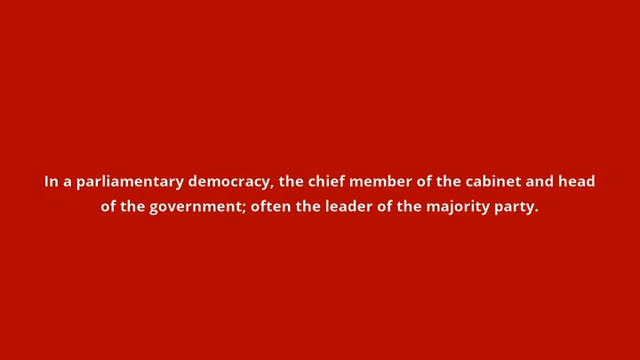 In a parliamentary democracy, the chief member of the cabinet and head
of the government; often the leader of the majority party.